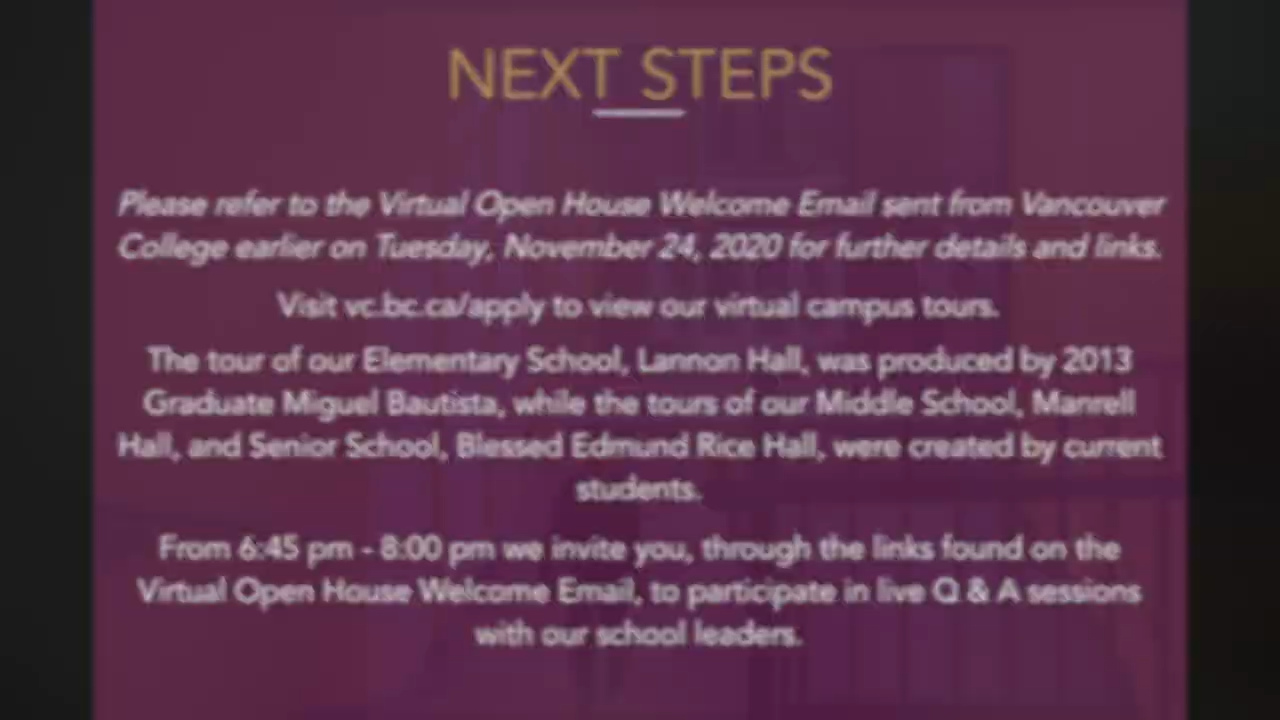 NEXT STEPS
Please refer to the Virtual Open House Welcome Email sent from Vancouver
College earlier on Tuesday, November 24, 2020 for further details and links.
Visit vc.bc.ca/apply to view our virtual campus tours.
The tour of our Elementary School, Lannon Hall, was produced by 2013
Graduate Miguel Bautista, while the tours of our Middle School, Manrell
Hall, and Senior School, Blessed Edmund Rice Hall, were created by current
students.
From 6:45 pm - 8:00 pm we invite you, through the links found on the
Virtual Open House Welcome Email, to participate in live Q & A sessions
with our school leaders.